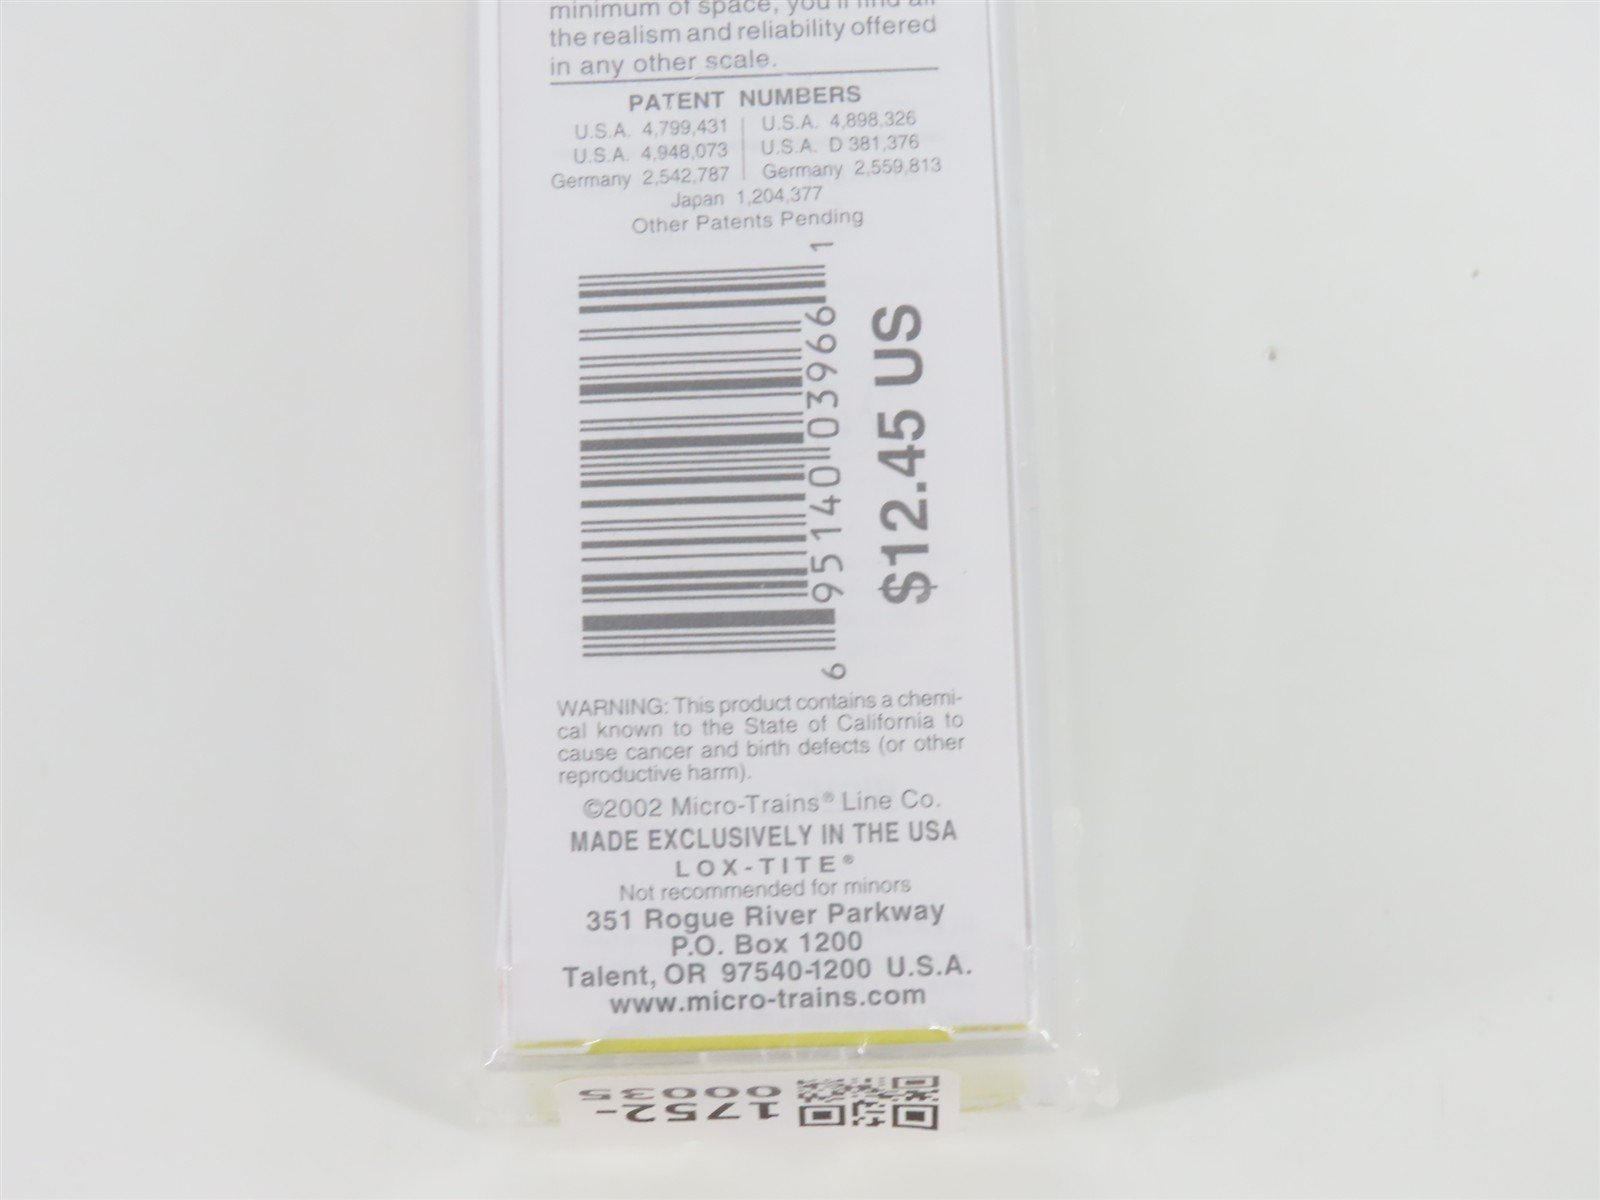 minimum of space, you'll find all
the realism and reliability offered
in any other scale.
PATENT NUMBERS
U.S.A. 4,799,431 | U.S.A. 4,898,326
U.S.A. 4,948,073 | U.S.A. D 381,376
Germany 2,542,787 | Germany 2,559,813
Japan 1,204,377
Other Patents Pending
6 95140 03966 1
$12.45 US
WARNING: This product contains a chemi-
cal known to the State of California to
cause cancer and birth defects (or other
reproductive harm).
©2002 Micro-Trains® Line Co.
MADE EXCLUSIVELY IN THE USA
LOX-TITE®
Not recommended for minors
351 Rogue River Parkway
P.O. Box 1200
Talent, OR 97540-1200 U.S.A.
www.micro-trains.com
1752-
00035